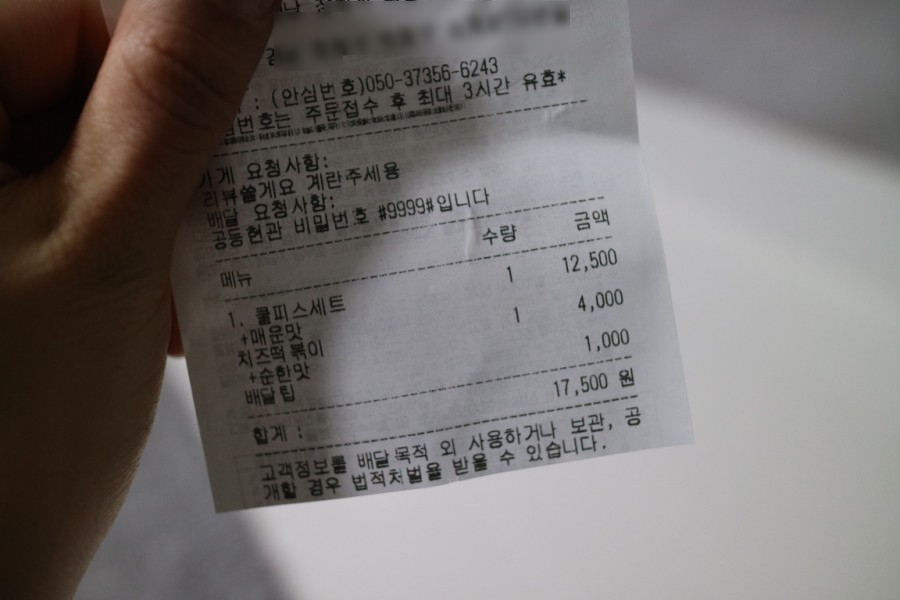 (안심번호)050-37356-6243
번호는 주문접수 후 최대 3시간 유효*
가게 요청사항:
리뷰쓸게요 계란주세용
배달 요청사항:
공동현관 비밀번호 #9999#입니다
메뉴 수량 금액
1. 쿨피스세트 1 12,500
+매운맛
치즈떡볶이 1 4,000
+순한맛
배달팁 1,000
합계 : 17,500 원
고객정보를 배달목적 외 사용하거나 보관, 공
개할 경우 법적처벌을 받을 수 있습니다.